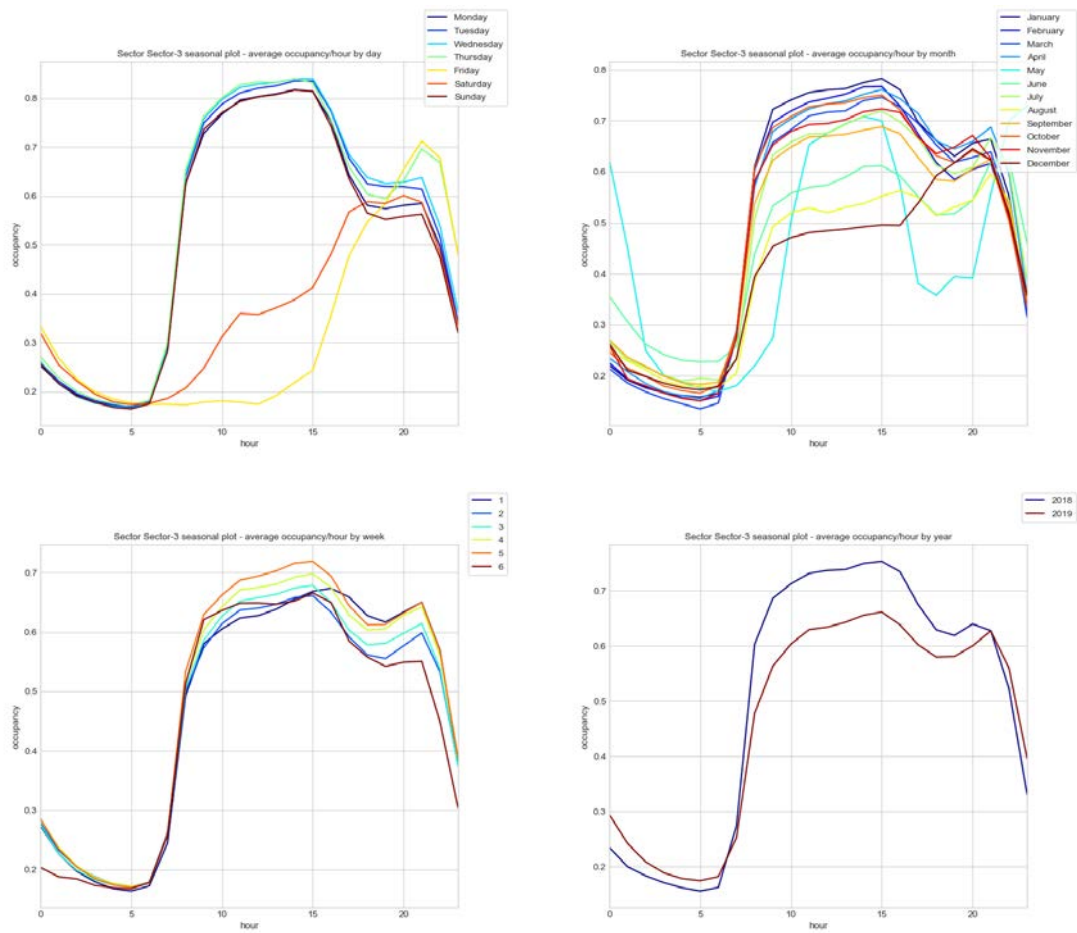 Monday
Tuesday
Wednesday
Thursday
Friday
Saturday
Sunday
Sector Sector-3 seasonal plot - average occupancy/hour by day
0.8
0.7
0.6
0.5
0.4
0.3
0.2
occupancy
0 5 10 15 20
hour
January
February
March
April
May
June
July
August
September
October
November
December
Sector Sector-3 seasonal plot - average occupancy/hour by month
0.8
0.7
0.6
0.5
0.4
0.3
0.2
occupancy
0 5 10 15 20
hour
1
2
3
4
5
6
Sector Sector-3 seasonal plot - average occupancy/hour by week
0.7
0.6
0.5
0.4
0.3
0.2
occupancy
0 5 10 15 20
hour
2018
2019
Sector Sector-3 seasonal plot - average occupancy/hour by year
0.7
0.6
0.5
0.4
0.3
0.2
occupancy
0 5 10 15 20
hour